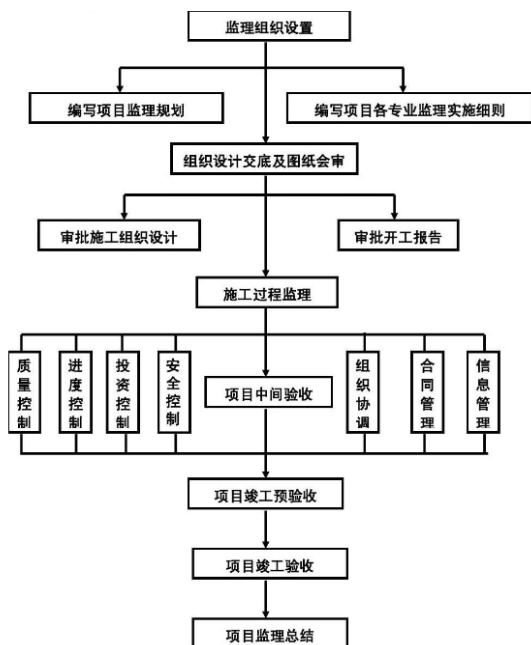 监理组织设置
编写项目监理规划
编写项目各专业监理实施细则
组织设计交底及图纸会审
审批施工组织设计
审批开工报告
施工过程监理
质量控制
进度控制
投资控制
安全控制
项目中间验收
组织协调
合同管理
信息管理
项目竣工预验收
项目竣工验收
项目监理总结